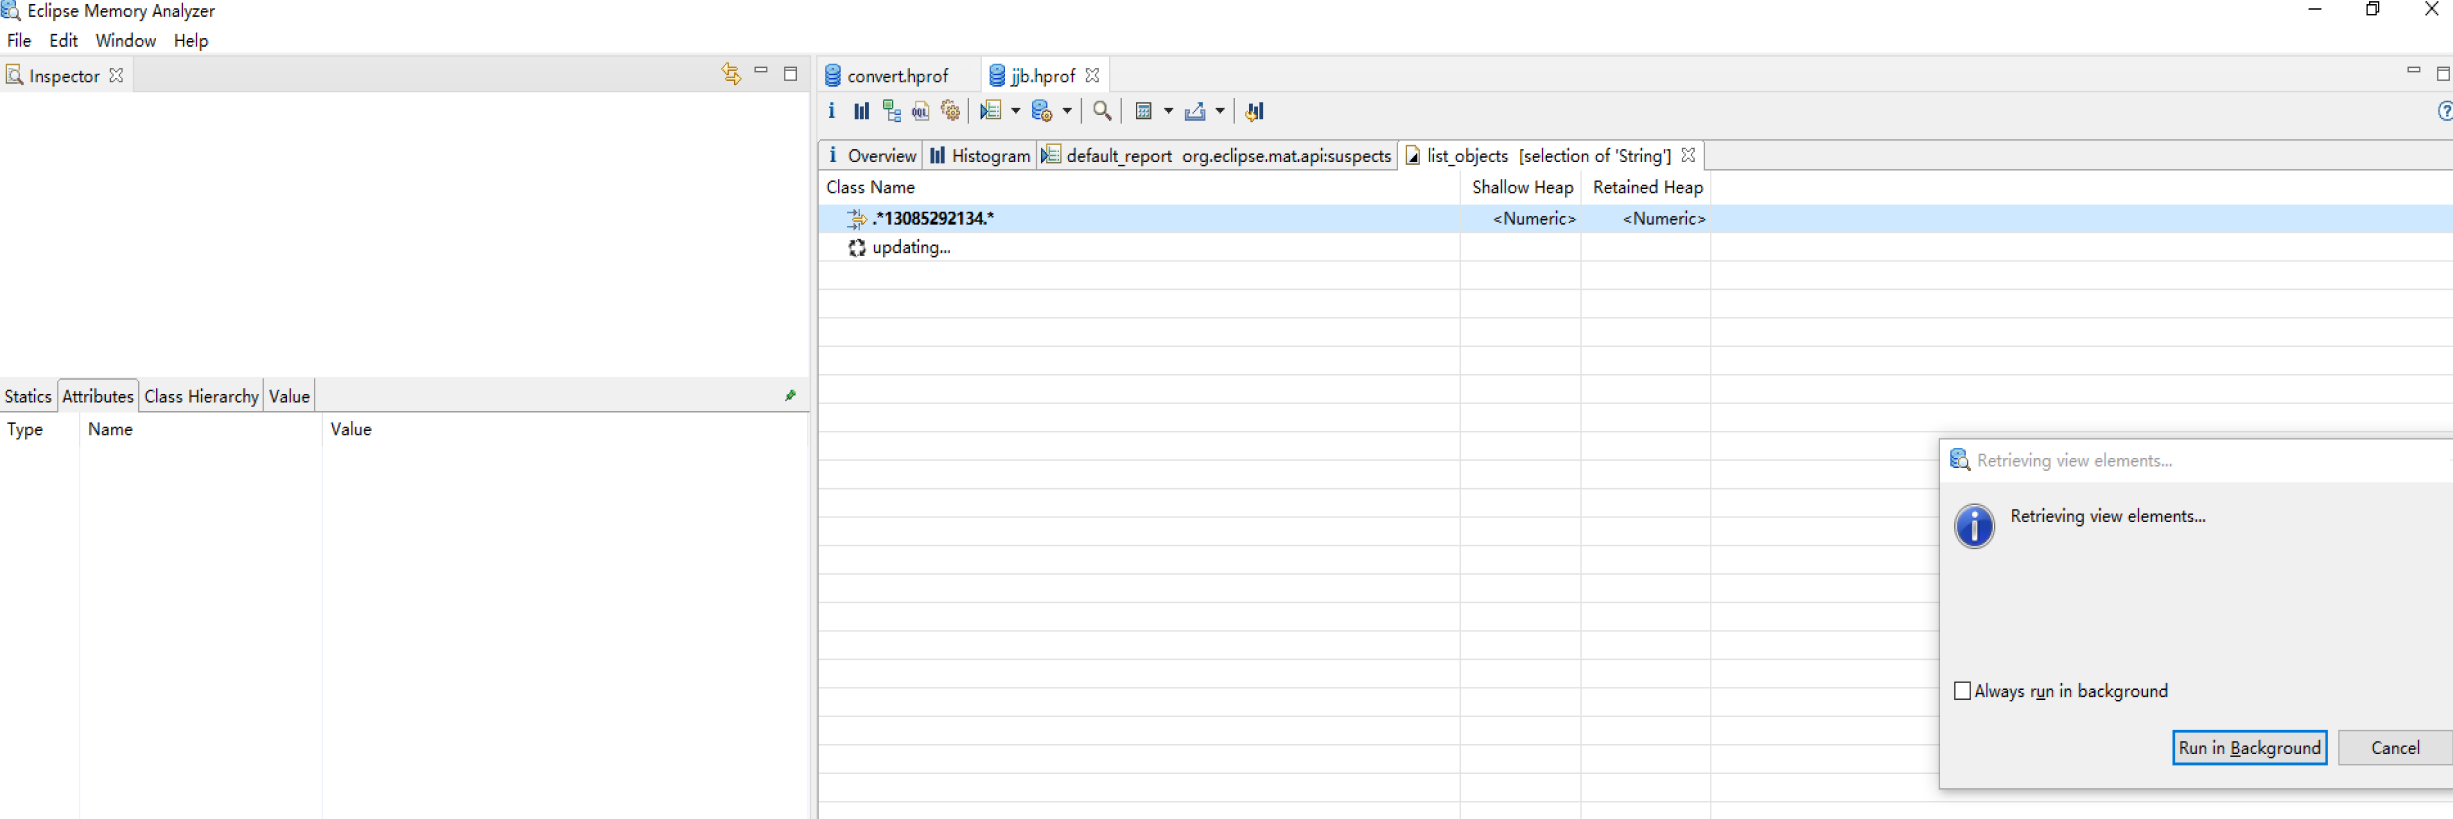 Eclipse Memory Analyzer
File Edit Window Help
Inspector
convert.hprof jjb.hprof
Overview Histogram default_report org.eclipse.mat.api:suspects list_objects [selection of 'String']
Class Name Shallow Heap Retained Heap
.*13085292134.* <Numeric> <Numeric>
updating...
Statics Attributes Class Hierarchy Value
Type Name Value
Retrieving view elements...
Retrieving view elements...
Always run in background
Run in Background Cancel